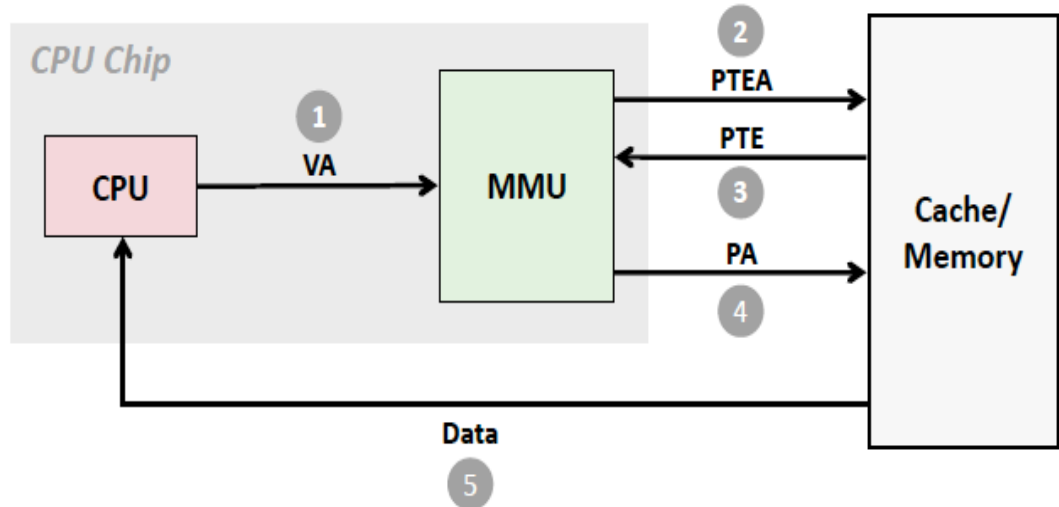 CPU Chip
2
PTEA
1
VA
PTE
CPU
MMU
3
Cache/
Memory
PA
4
Data
5